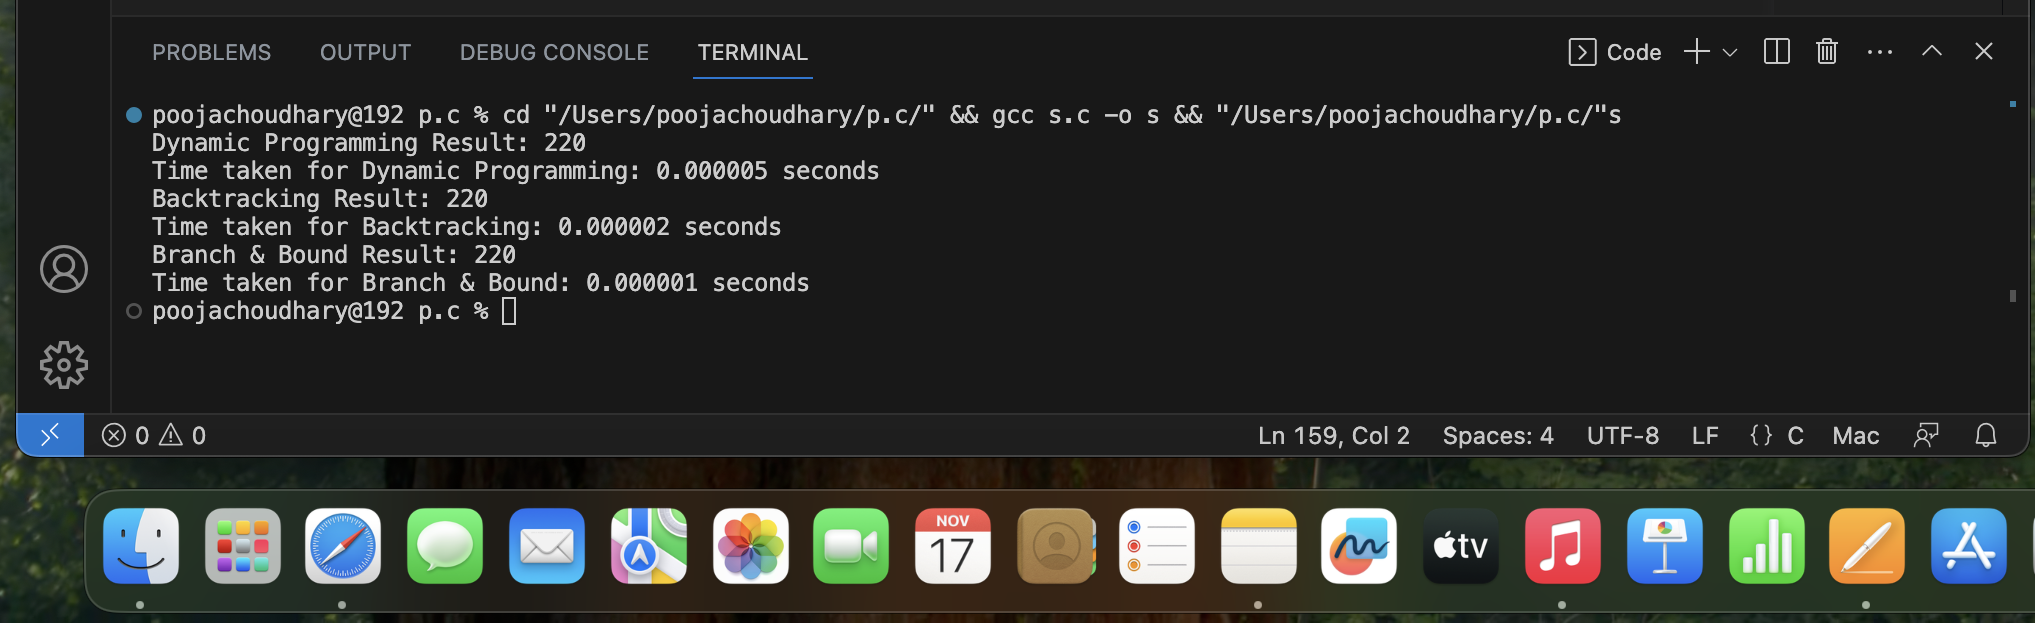 PROBLEMS OUTPUT DEBUG CONSOLE TERMINAL Code
poojachoudhary@192 p.c % cd "/Users/poojachoudhary/p.c/" && gcc s.c -o s && "/Users/poojachoudhary/p.c/"s
Dynamic Programming Result: 220
Time taken for Dynamic Programming: 0.000005 seconds
Backtracking Result: 220
Time taken for Backtracking: 0.000002 seconds
Branch & Bound Result: 220
Time taken for Branch & Bound: 0.000001 seconds
poojachoudhary@192 p.c %
0 0 Ln 159, Col 2 Spaces: 4 UTF-8 LF {} C Mac
NOV
17
tv